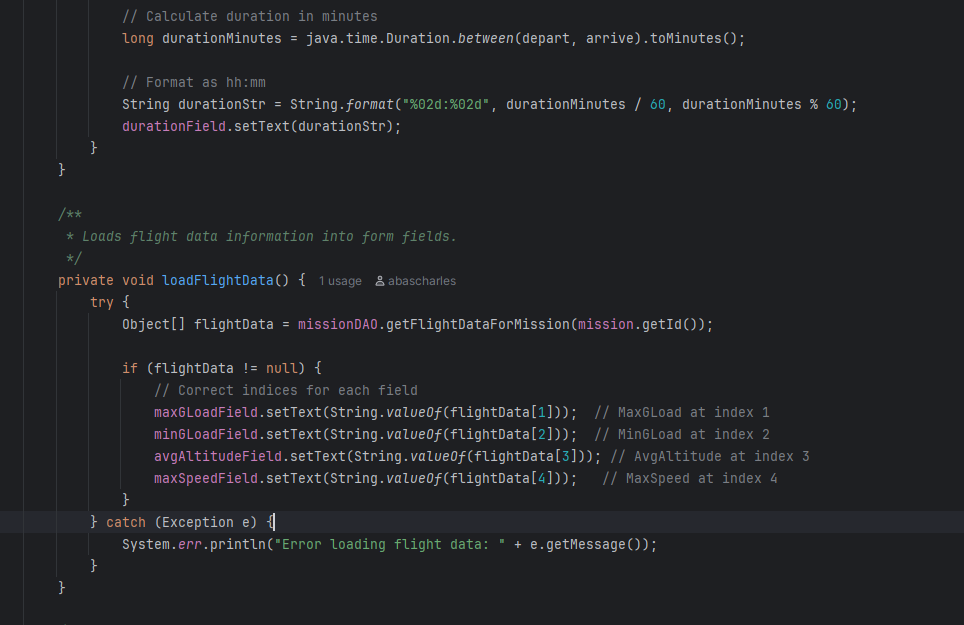 // Calculate duration in minutes
long durationMinutes = java.time.Duration.between(depart, arrive).toMinutes();
// Format as hh:mm
String durationStr = String.format("%02d:%02d", durationMinutes / 60, durationMinutes % 60);
durationField.setText(durationStr);
}
}
/**
* Loads flight data information into form fields.
*/
private void loadFlightData() { 1 usage abascharles
try {
Object[] flightData = missionDAO.getFlightDataForMission(mission.getId());
if (flightData != null) {
// Correct indices for each field
maxGLoadField.setText(String.valueOf(flightData[1])); // MaxGLoad at index 1
minGLoadField.setText(String.valueOf(flightData[2])); // MinGLoad at index 2
avgAltitudeField.setText(String.valueOf(flightData[3])); // AvgAltitude at index 3
maxSpeedField.setText(String.valueOf(flightData[4])); // MaxSpeed at index 4
}
} catch (Exception e) {
System.err.println("Error loading flight data: " + e.getMessage());
}
}